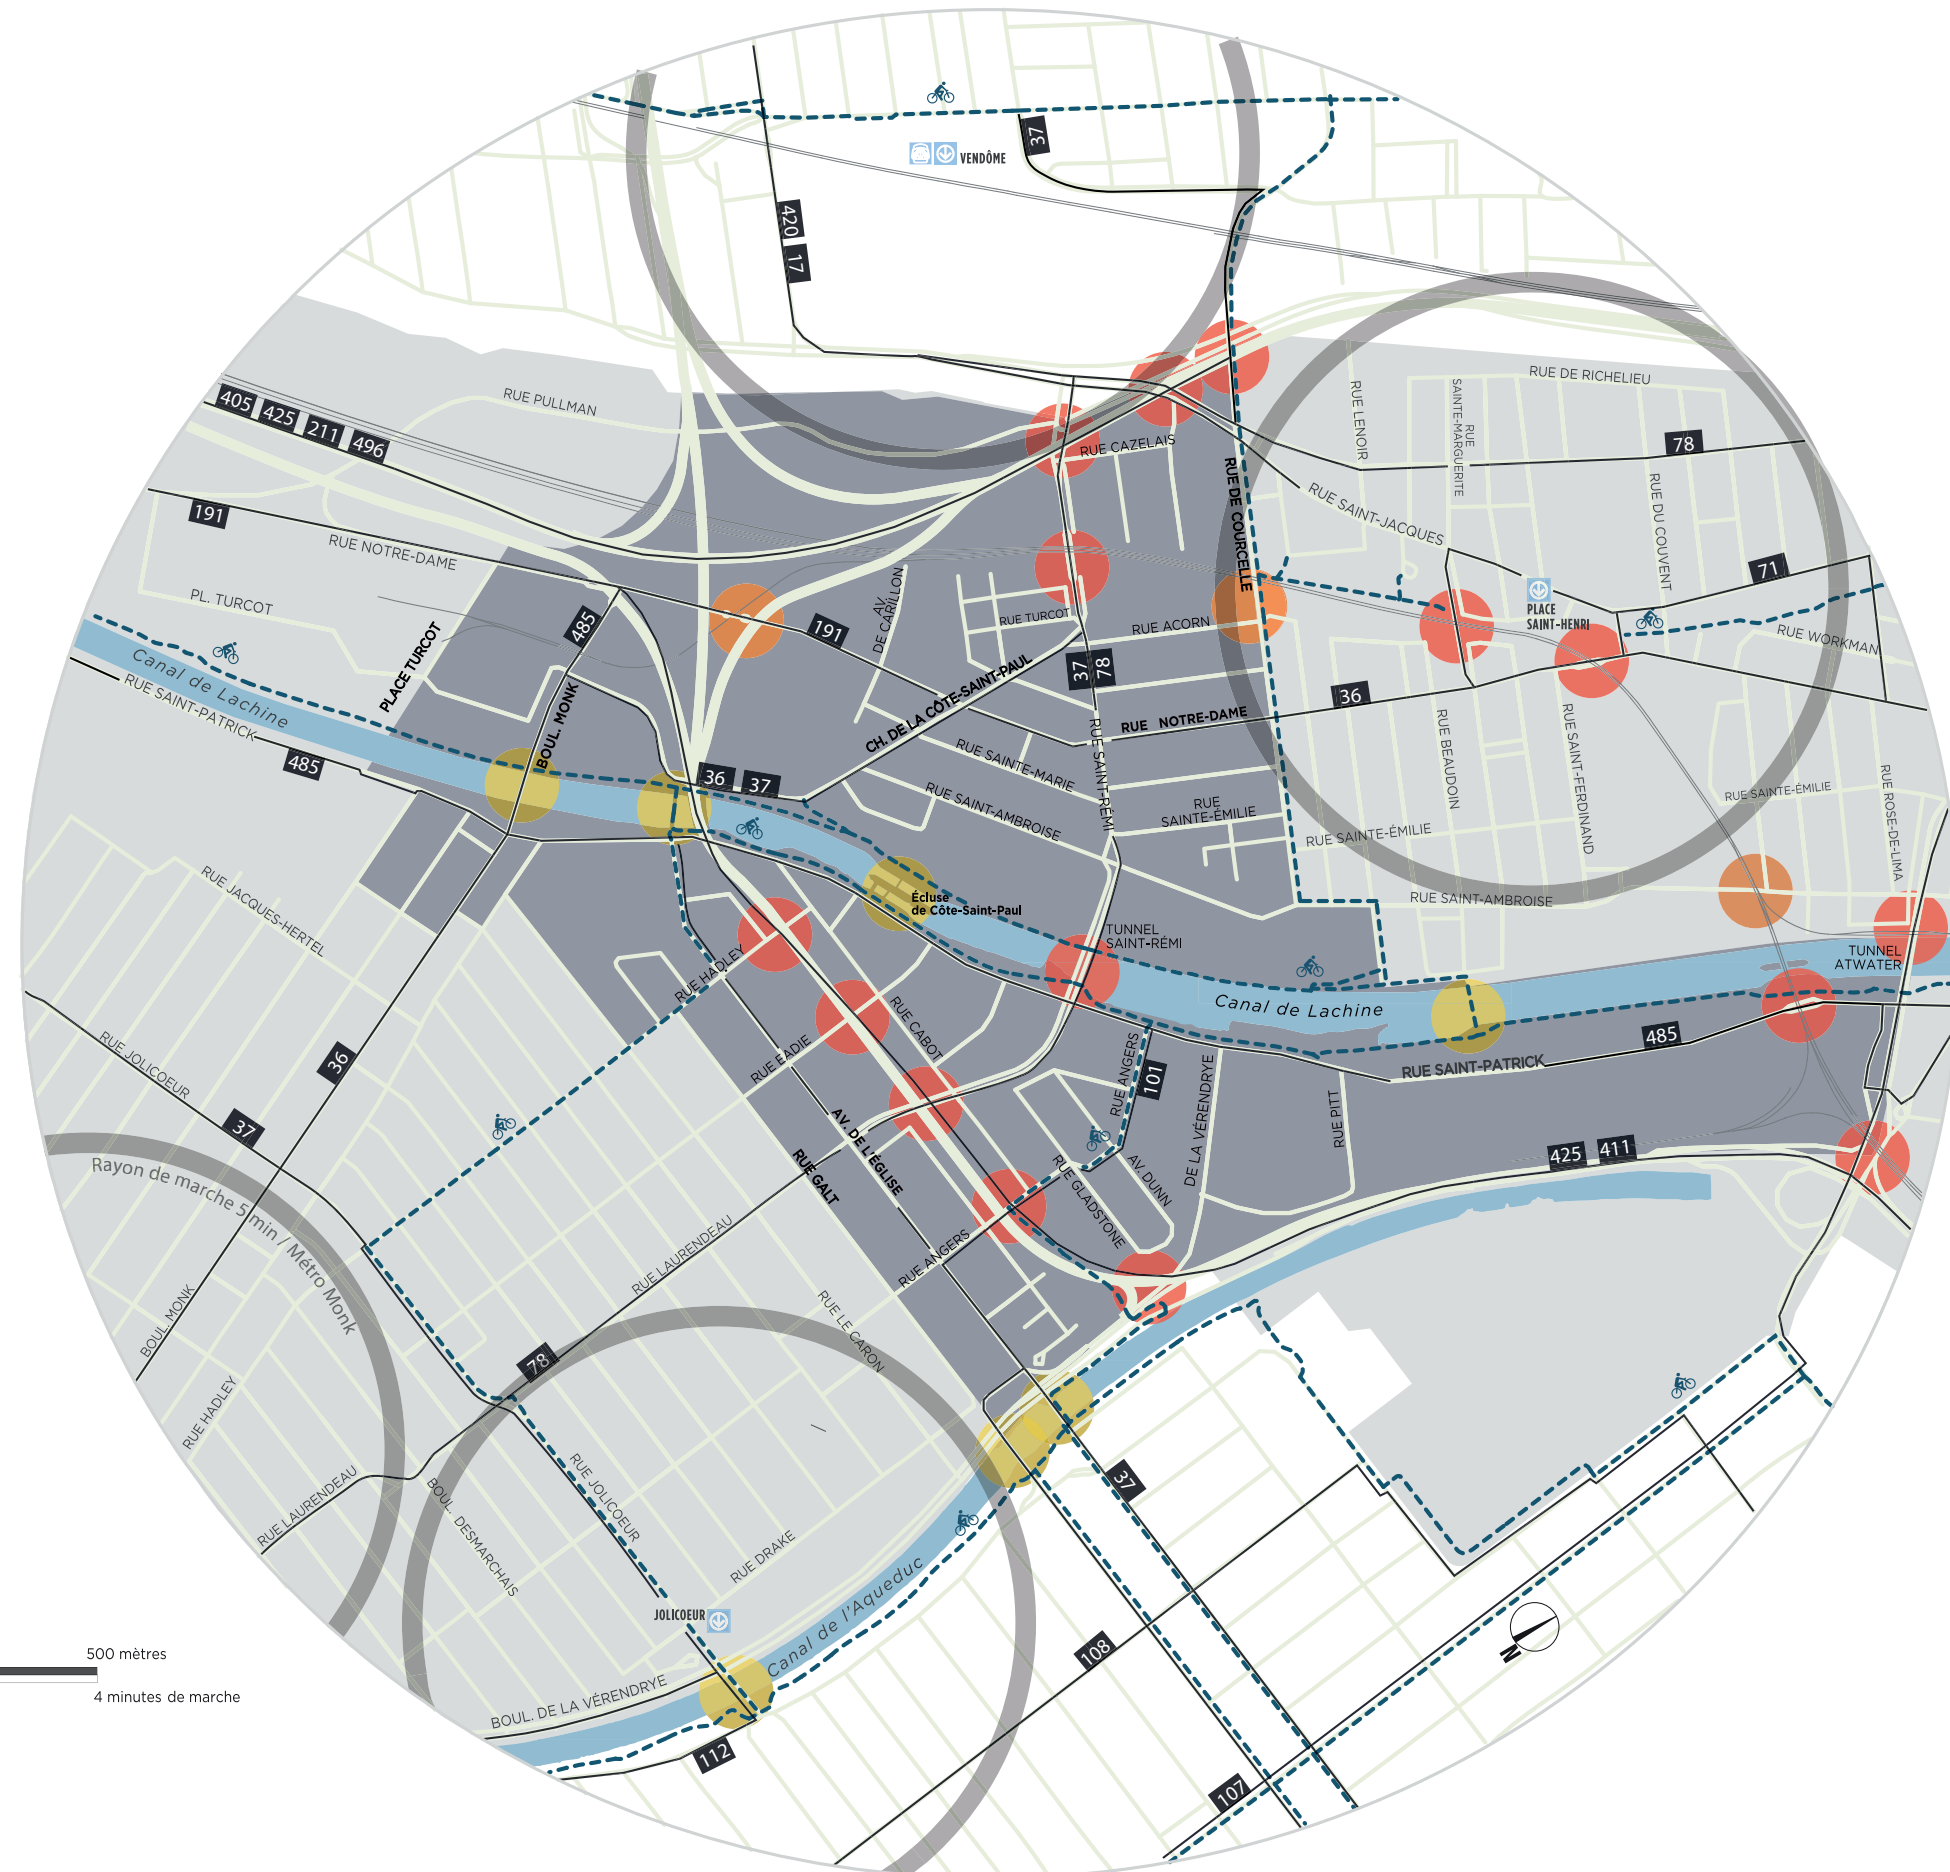 37
VENDÔME
420
17
RUE PULLMAN
RUE DE RICHELIEU
405
425
211
496
RUE LENOIR
RUE
SAINTE-MARGUERITE
78
RUE CAZELAIS
RUE DE COURCELLE
RUE SAINT-JACQUES
RUE DU COUVENT
191
RUE NOTRE-DAME
71
PL. TURCOT
485
191
AV.
DE CARILLON
RUE TURCOT
RUE ACORN
PLACE
SAINT-HENRI
RUE WORKMAN
Canal de Lachine
PLACE TURCOT
RUE SAINT-PATRICK
485
BOUL. MONK
CH. DE LA CÔTE-SAINT-PAUL
37
78
36
RUE NOTRE-DAME
RUE SAINT-RÉMI
RUE BEAUDOIN
RUE SAINT-FERDINAND
36
37
RUE SAINTE-MARIE
RUE SAINT-AMBROISE
RUE
SAINTE-ÉMILIE
RUE SAINTE-ÉMILIE
RUE SAINTE-ÉMILIE
RUE ROSE-DE-LIMA
RUE SAINT-AMBROISE
RUE JACQUES-HERTEL
Écluse
de Côte-Saint-Paul
TUNNEL
SAINT-RÉMI
TUNNEL
ATWATER
RUE HADLEY
RUE CABOT
Canal de Lachine
485
RUE SAINT-PATRICK
RUE JOLICOEUR
36
RUE EADIE
RUE ANGERS
101
DE LA VÉRENDRYE
RUE PITT
37
AV. DE L'ÉGLISE
RUE GALT
RUE GLADSTONE
AV. DUNN
425
411
Rayon de marche 5 min / Métro Monk
RUE LAURENDEAU
RUE ANGERS
BOUL. MONK
RUE LE CARON
78
RUE HADLEY
RUE LAURENDEAU
BOUL. DESMARCHAIS
RUE JOLICOEUR
RUE DRAKE
37
Canal de l'Aqueduc
JOLICOEUR
500 mètres
4 minutes de marche
BOUL. DE LA VÉRENDRYE
112
108
107
N